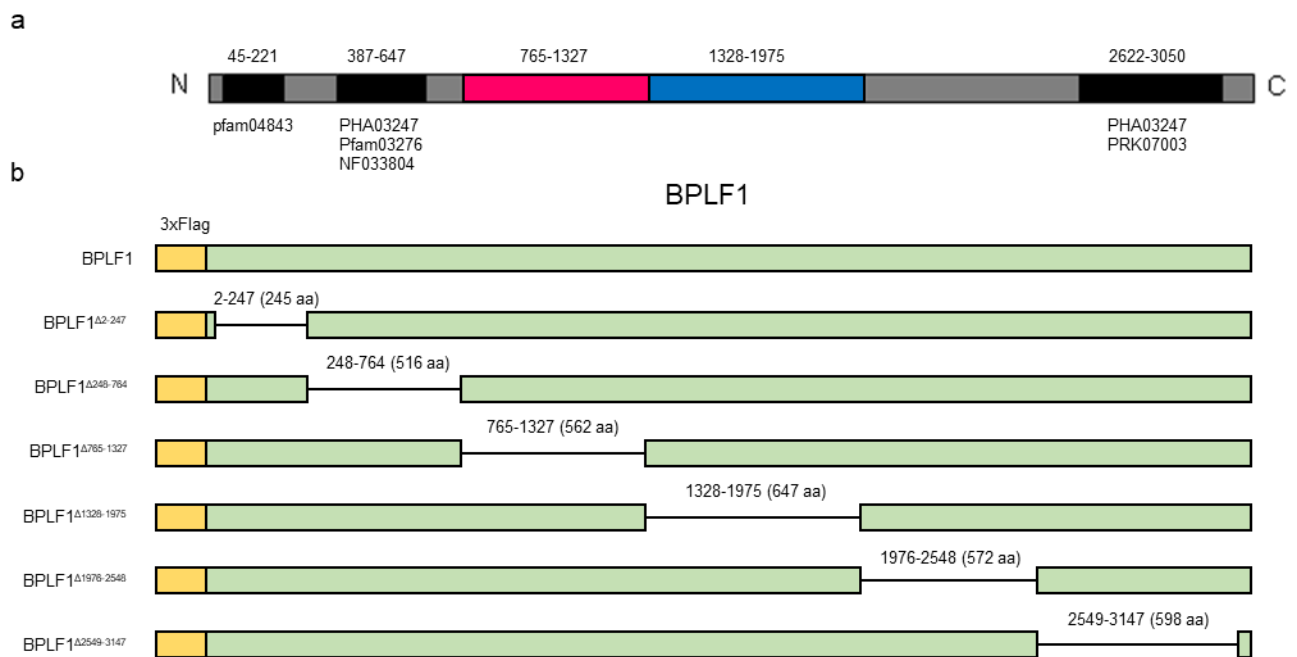 a
45-221 387-647 765-1327 1328-1975 2622-3050
N C
pfam04843 PHA03247 PHA03247
Pfam03276 PRK07003
NF033804
b
BPLF1
3xFlag
BPLF1
2-247 (245 aa)
BPLF1Δ2-247
248-764 (516 aa)
BPLF1Δ248-764
765-1327 (562 aa)
BPLF1Δ765-1327
1328-1975 (647 aa)
BPLF1Δ1328-1975
1976-2548 (572 aa)
BPLF1Δ1976-2548
2549-3147 (598 aa)
BPLF1Δ2549-3147